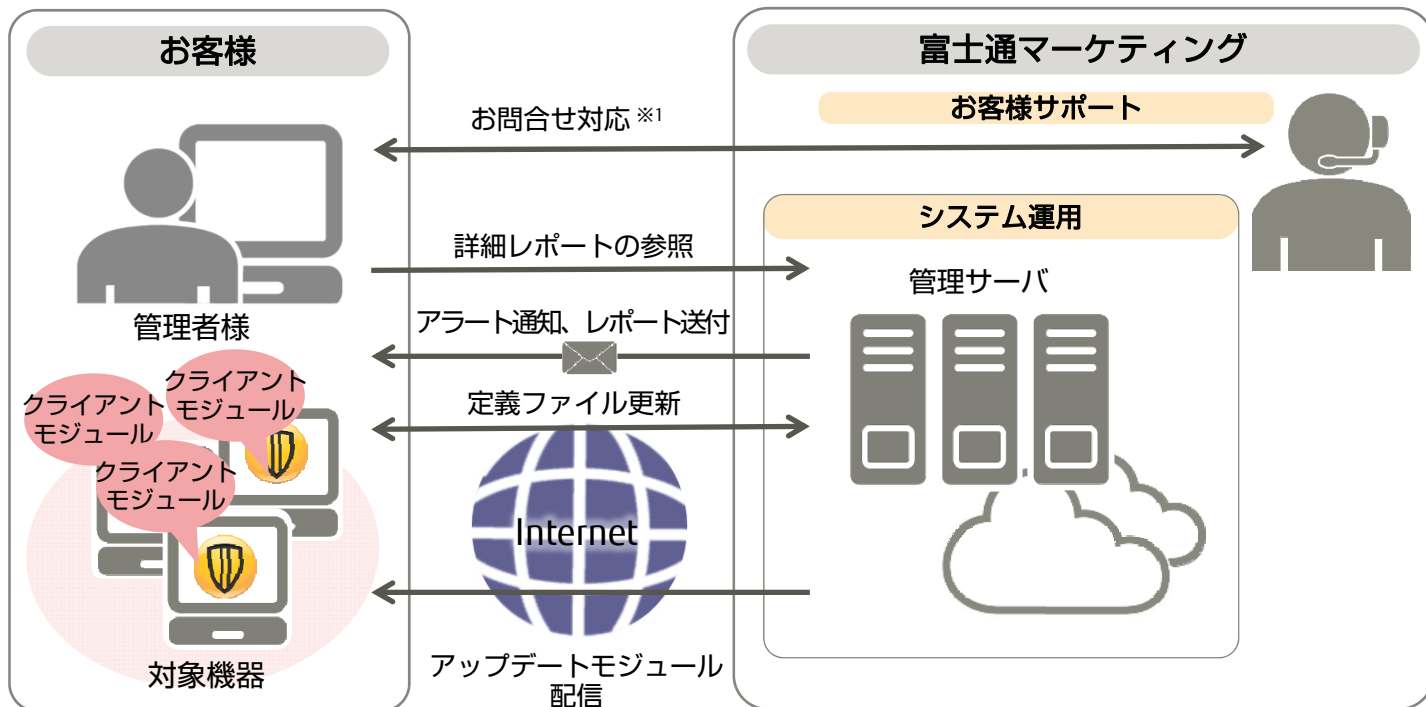 お客様
富士通マーケティング
お客様サポート
お問合せ対応 ※1
システム運用
詳細レポートの参照
管理サーバ
管理者様
アラート通知、レポート送付
クライアント
モジュール
クライアント
モジュール
クライアント
モジュール
定義ファイル更新
Internet
対象機器
アップデートモジュール
配信